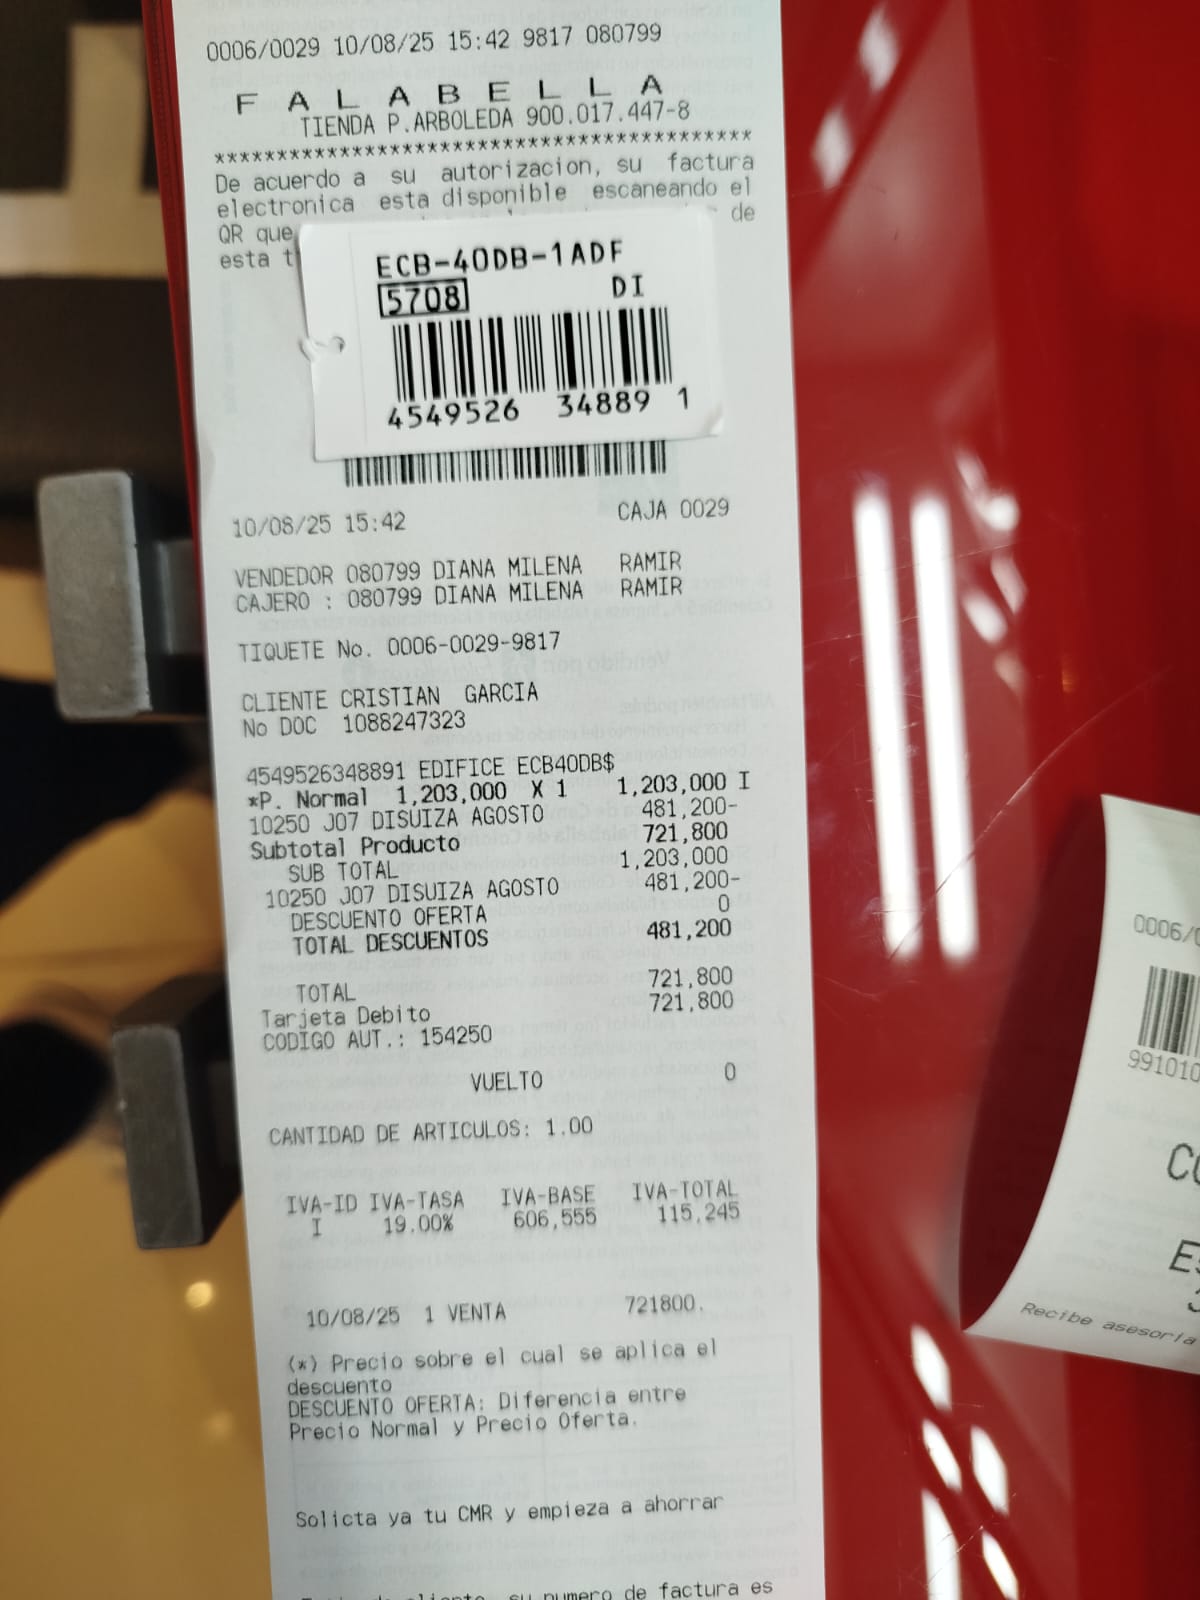 0006/0029 10/08/25 15:42 9817 080799
F A L A B E L L A
TIENDA P.ARBOLEDA 900.017.447-8
*******************************************
De acuerdo a su autorizacion, su factura
electronica esta disponible escaneando el
QR que de
esta
ECB-40DB-1ADF
5708 DI
4549526 34889 1
10/08/25 15:42 CAJA 0029
VENDEDOR 080799 DIANA MILENA RAMIR
CAJERO : 080799 DIANA MILENA RAMIR
TIQUETE No. 0006-0029-9817
CLIENTE CRISTIAN GARCIA
No DOC 1088247323
4549526348891 EDIFICE ECB40DB$
*P. Normal 1,203,000 X 1 1,203,000 I
10250 J07 DISUIZA AGOSTO 481,200-
Subtotal Producto 721,800
SUB TOTAL 1,203,000
10250 J07 DISUIZA AGOSTO 481,200-
DESCUENTO OFERTA 0
TOTAL DESCUENTOS 481,200
TOTAL 721,800
Tarjeta Debito 721,800
CODIGO AUT.: 154250
VUELTO 0
CANTIDAD DE ARTICULOS: 1.00
IVA-ID IVA-TASA IVA-BASE IVA-TOTAL
I 19.00% 606,555 115,245
10/08/25 1 VENTA 721800.
(*) Precio sobre el cual se aplica el
descuento
DESCUENTO OFERTA: Diferencia entre
Precio Normal y Precio Oferta.
Solicta ya tu CMR y empieza a ahorrar
su numero de factura es
0006/0
991010
CO
Recibe asesoria